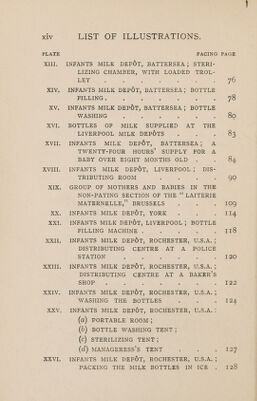 xiv LIST OF ILLUSTRATIONS.
PLATE FACING PAGE
XIII. INFANTS MILK DEPÔT, BATTERSEA; STERI-
LIZING CHAMBER, WITH LOADED TROL-
LEY . . . . . . . 76
XIV. INFANTS MILK DEPÔT, BATTERSEA; BOTTLE
FILLING . . . . . . . 78
XV. INFANTS MILK DEPÔT, BATTERSEA; BOTTLE
WASHING . . . . . . 80
XVI. BOTTLES OF MILK SUPPLIED AT THE
LIVERPOOL MILK DEPÔTS . . . 83
XVII. INFANTS MILK DEPÔT, BATTERSEA; A
TWENTY-FOUR HOURS' SUPPLY FOR A
BABY OVER EIGHT MONTHS OLD . . 84
XVIII. INFANTS MILK DEPÔT, LIVERPOOL; DIS-
TRIBUTING ROOM . . . . 90
XIX. GROUP OF MOTHERS AND BABIES IN THE
NON-PAYING SECTION OF THE "LAITERIE
MATERNELLE," BRUSSELS . . . 109
XX. INFANTS MILK DEPÔT, YORK . . . 114
XXI. INFANTS MILK DEPÔT, LIVERPOOL; BOTTLE
FILLING MACHINE . . . . . 118
XXII. INFANTS MILK DEPÔT, ROCHESTER, U.S.A.;
DISTRIBUTING CENTRE AT A POLICE
STATION . . . . . . 120
XXIII. INFANTS MILK DEPÔT, ROCHESTER, U.S.A.;
DISTRIBUTING CENTRE AT A BAKER'S
SHOP . . . . . . . 122
XXIV. INFANTS MILK DEPÔT, ROCHESTER, U.S.A.;
WASHING THE BOTTLES . . . 124
XXV. INFANTS MILK DEPÔT, ROCHESTER, U.S.A.:
(a) PORTABLE ROOM;
(b) BOTTLE WASHING TENT;
(c) STERILIZING TENT;
(d) MANAGERESS'S TENT . . . 127
XXVI. INFANTS MILK DEPÔT, ROCHESTER, U.S.A.;
PACKING THE MILK BOTTLES IN ICE . 128